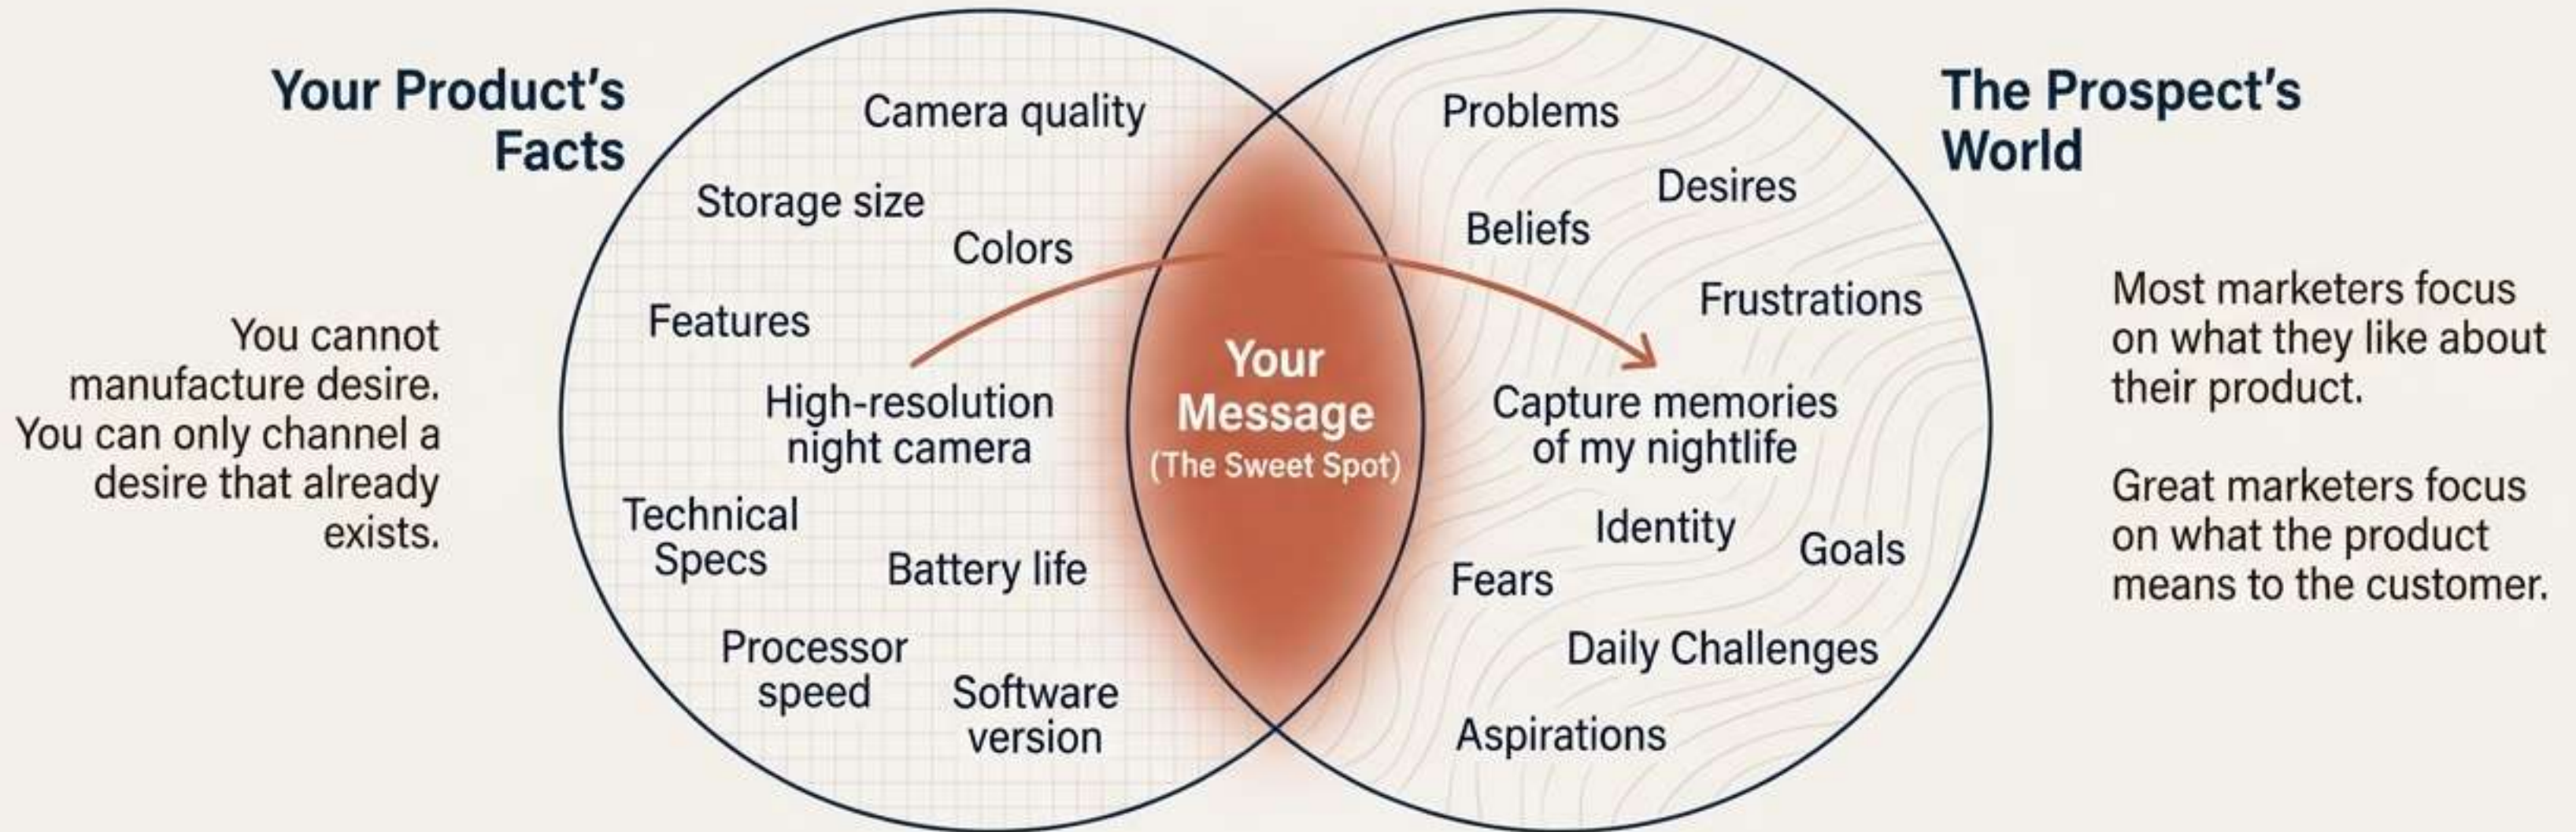 Your Product's
Facts
You cannot
manufacture desire.
You can only channel a
desire that already
exists.
Camera quality
Storage size
Colors
Features
High-resolution
night camera
Technical
Specs
Battery life
Processor
speed
Software
version
Your
Message
(The Sweet Spot)
Problems
Desires
Beliefs
Frustrations
Capture memories
of my nightlife
Identity
Goals
Fears
Daily Challenges
Aspirations
The Prospect's
World
Most marketers focus
on what they like about
their product.
Great marketers focus
on what the product
means to the customer.